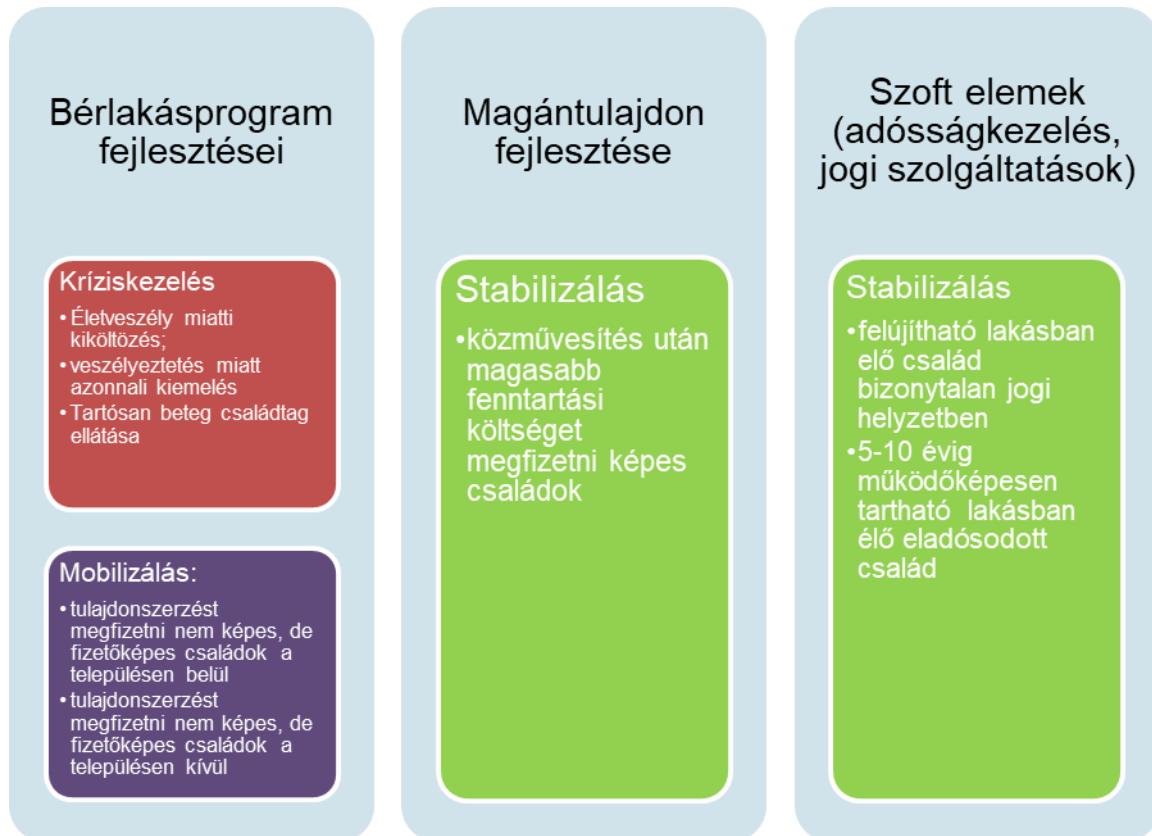 Bérlakásprogram
fejlesztései
Kríziskezelés
• Életveszély miatti
kiköltözés;
• veszélyeztetés miatt
azonnali kiemelés
• Tartósan beteg családtag
ellátása
Mobilizálás:
• tulajdonszerzést
megfizetni nem képes, de
fizetőképes családok a
településen belül
• tulajdonszerzést
megfizetni nem képes, de
fizetőképes családok a
településen kívül
Magántulajdon
fejlesztése
Stabilizálás
•közművesítés után
magasabb
fenntartási
költséget
megfizetni képes
családok
Szoft elemek
(adósságkezelés,
jogi szolgáltatások)
Stabilizálás
•felújítható lakásban
elő család
bizonytalan jogi
helyzetben
•5-10 évig
működőképesen
tartható lakásban
élő eladósodott
család